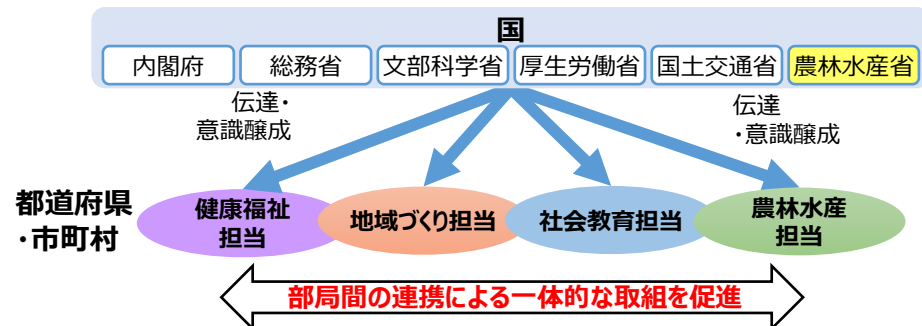 国
内閣府 総務省 文部科学省 厚生労働省 国土交通省 農林水産省
伝達・
意識醸成
伝達
・意識醸成
都道府県
・市町村
健康福祉
担当
地域づくり担当
社会教育担当
農林水産
担当
部局間の連携による一体的な取組を促進